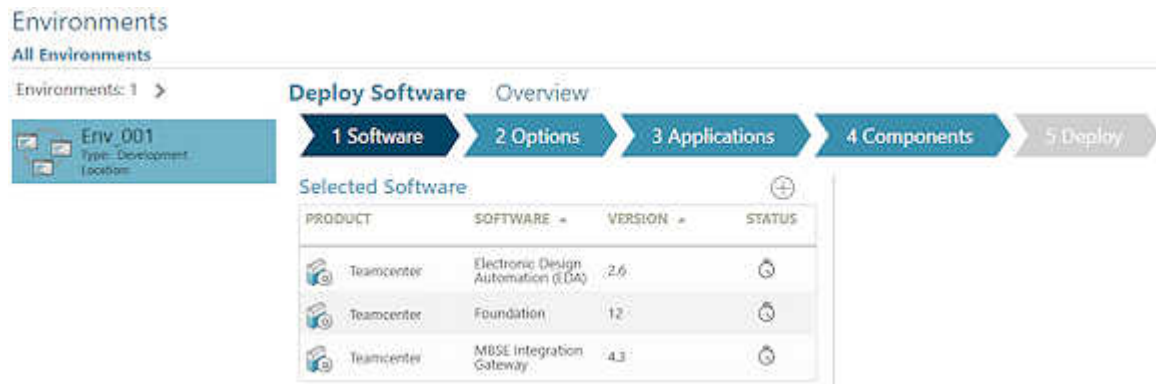 Environments
All Environments
Environments: 1
Deploy Software Overview
1 Software 2 Options 3 Applications 4 Components 5 Deploy
Env_001
Type: Development
Location:
Selected Software
PRODUCT SOFTWARE VERSION STATUS
Teamcenter Electronic Design 2.6
Automation (EDA)
Teamcenter Foundation 12
Teamcenter MBSE Integration 4.3
Gateway